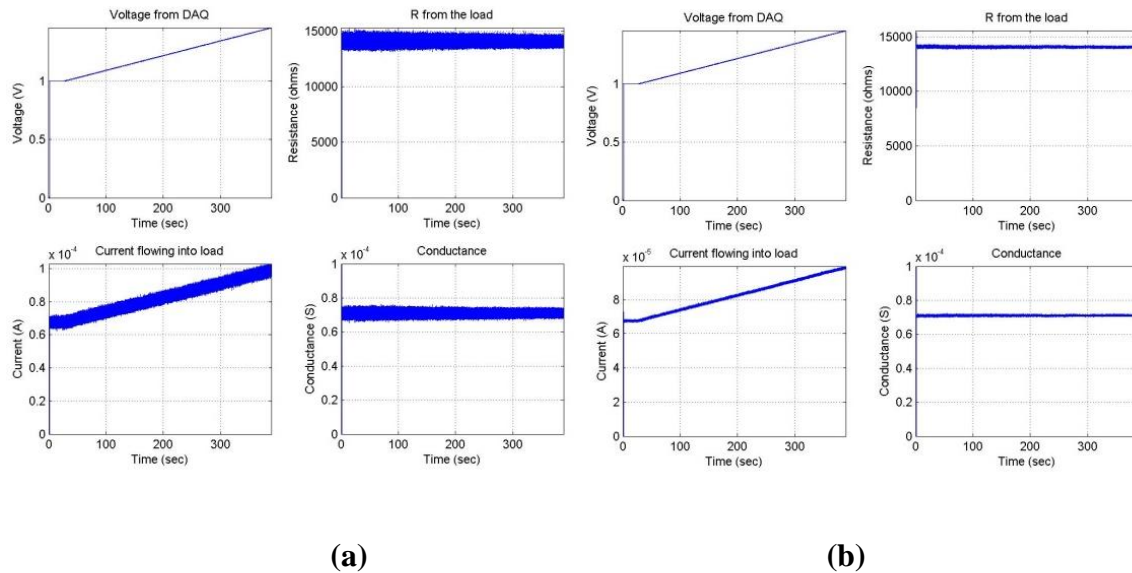 Voltage from DAQ
Voltage (V)
1
0.5
0
0 100 200 300
Time (sec)
R from the load
Resistance (ohms)
15000
10000
5000
0
100 200 300
Time (sec)
x 10⁻⁴
Current flowing into load
Current (A)
1
0.8
0.6
0.4
0.2
0
0 100 200 300
Time (sec)
x 10⁻⁴
Conductance
Conductance (S)
1
0.8
0.6
0.4
0.2
0
100 200 300
Time (sec)
(a)
Voltage from DAQ
Voltage (V)
1
0.5
0
0 100 200 300
Time (sec)
R from the load
Resistance (ohms)
15000
10000
5000
0
100 200 300
Time (sec)
x 10⁻⁵
Current flowing into load
Current (A)
8
6
4
2
0
0 100 200 300
Time (sec)
x 10⁻⁴
Conductance
Conductance (S)
1
0.8
0.6
0.4
0.2
0
100 200 300
Time (sec)
(b)